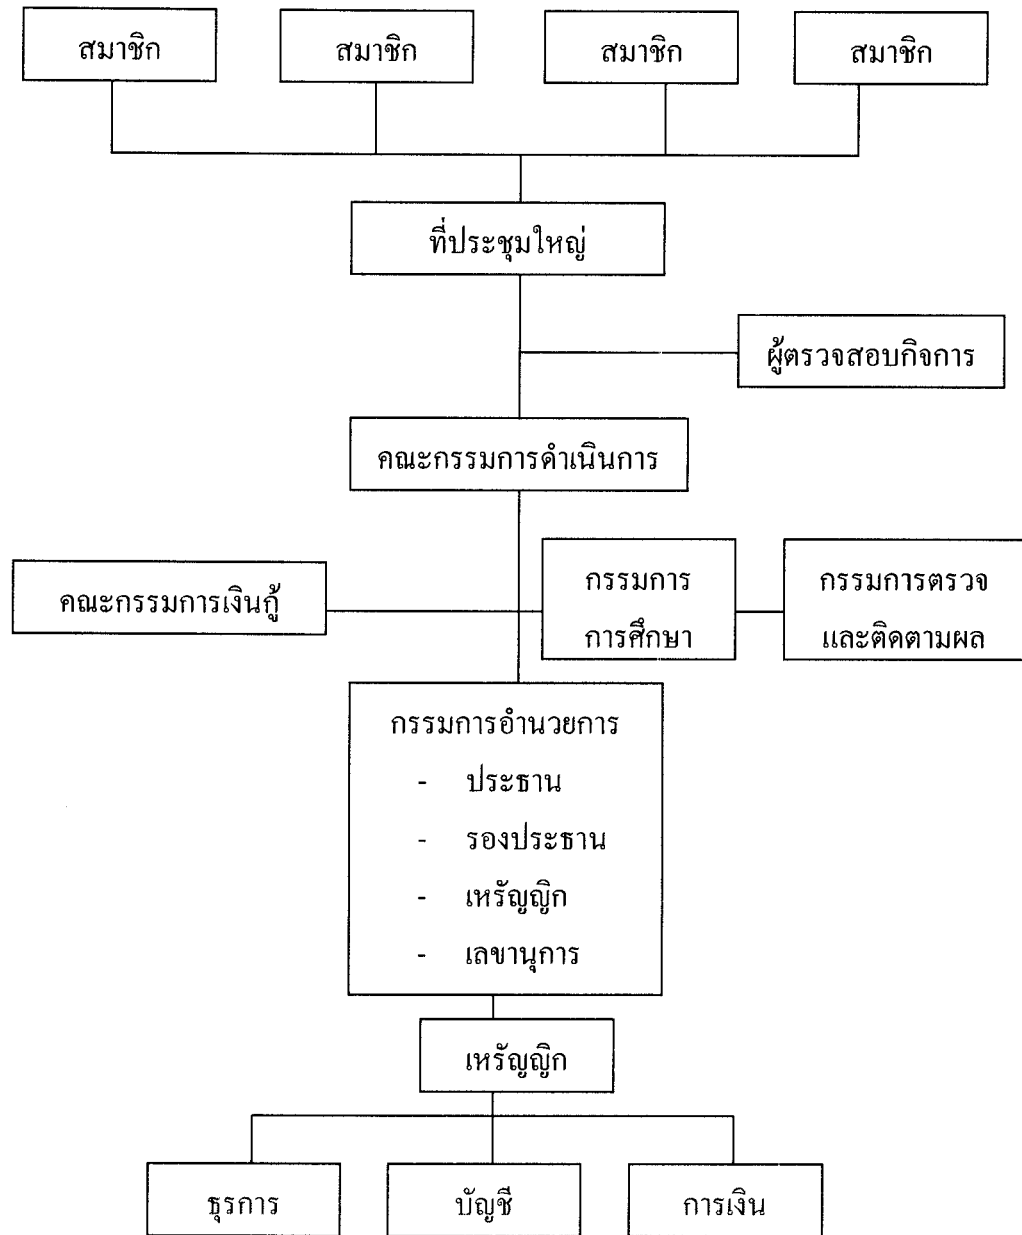 สมาชิก สมาชิก สมาชิก สมาชิก
ที่ประชุมใหญ่
ผู้ตรวจสอบกิจการ
คณะกรรมการดำเนินการ
คณะกรรมการเงินกู้
กรรมการ
การศึกษา
กรรมการตรวจ
และติดตามผล
กรรมการอำนวยการ
- ประธาน
- รองประธาน
- เหรัญญิก
- เลขานุการ
เหรัญญิก
ธุรการ บัญชี การเงิน